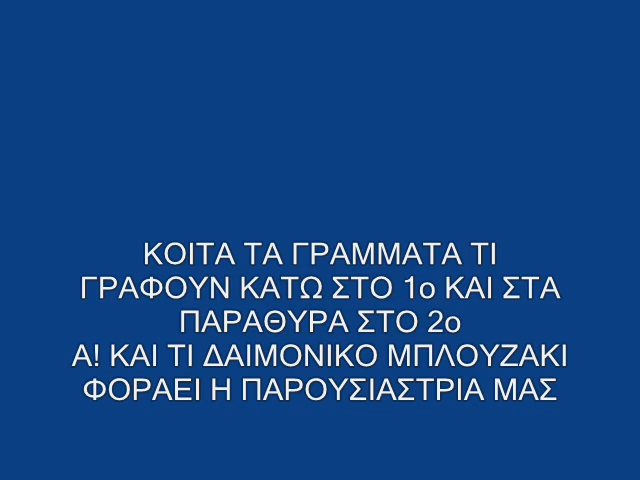 ΚΟΙΤΑ ΤΑ ΓΡΑΜΜΑΤΑ ΤΙ
ΓΡΑΦΟΥΝ ΚΑΤΩ ΣΤΟ 1ο ΚΑΙ ΣΤΑ
ΠΑΡΑΘΥΡΑ ΣΤΟ 2ο
Α! ΚΑΙ ΤΙ ΔΑΙΜΟΝΙΚΟ ΜΠΛΟΥΖΑΚΙ
ΦΟΡΑΕΙ Η ΠΑΡΟΥΣΙΑΣΤΡΙΑ ΜΑΣ